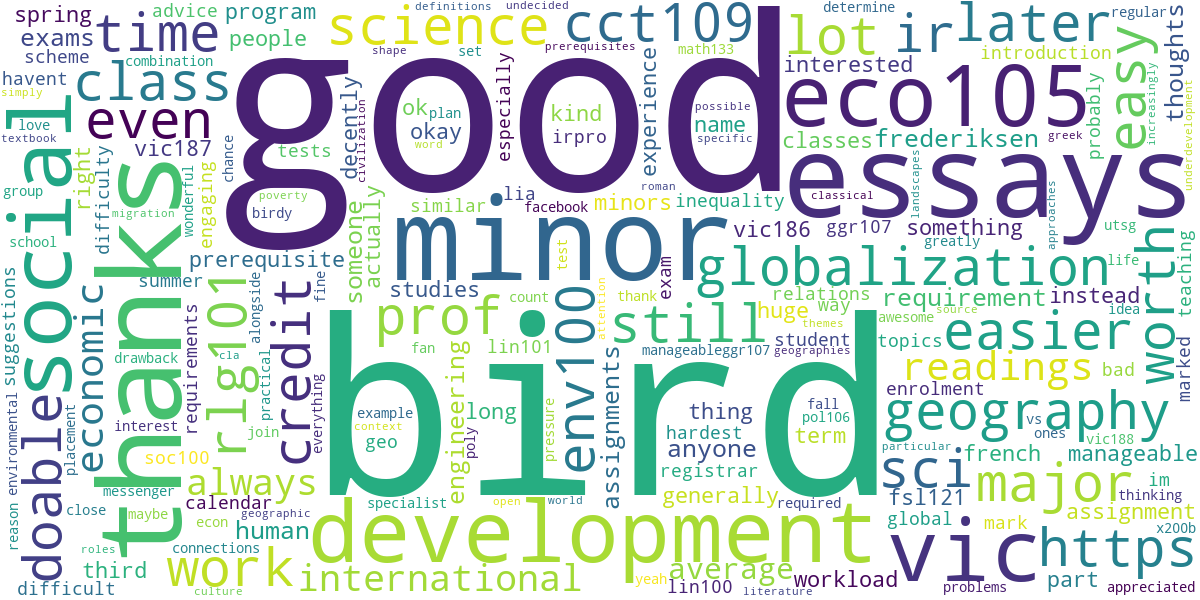 good
bird
thanks
minor
essays
eco105
development
social
vic
globalization
geography
time
science
cct109
ir
later
lot
class
even
easy
worth
easier
readings
major
sci
https
still
prof
env100
credit
rlg101
economic
doable
work
always
international
average
spring
exams
scheme
havent
simply
love
textbook
group
school
advice
program
people
combination
vic187
right
difficulty
migration
wonderful
engaging
chance
tests
poverty
birdy
decently
civilization
shape
definitions
undecided
set
prerequisites
math133
ok
plan
okay
word
especially
kind
irpro
experience
name
possible
specific
determine
regular
introduction
interested
thoughts
probably
increasingly
underdevelopment
classes
frederiksen
greek
classical
landscapes
approaches
roman
lia
facebook
similar
minors
inequality
vic186
ggr107
something
greatly
utsg
life
idea
teaching
prerequisite
summer
someone
actually
studies
test
exam
relations
thank
huge
way
requirement
instead
awesome
source
topics
bad
marked
suggestions
environmental
reason
placement
drawback
interest
requirements
cla
practical
alongside
fine
everything
join
engineering
count
fan
lin101
themes
student
manageableggr107
geographies
attention
pressure
long
poly
example
context
geo
assignments
thing
anyone
hardest
registrar
generally
fall
pol106
term
enrolment
vs
ones
vic188
particular
french
manageable
im
fsl121
thinking
mark
assignment
global
x200b
part
problems
appreciated
soc100
messenger
maybe
close
calendar
econ
geographic
human
connections
third
roles
culture
difficult
specialist
open
world
required
yeah
lin100
literature
workload